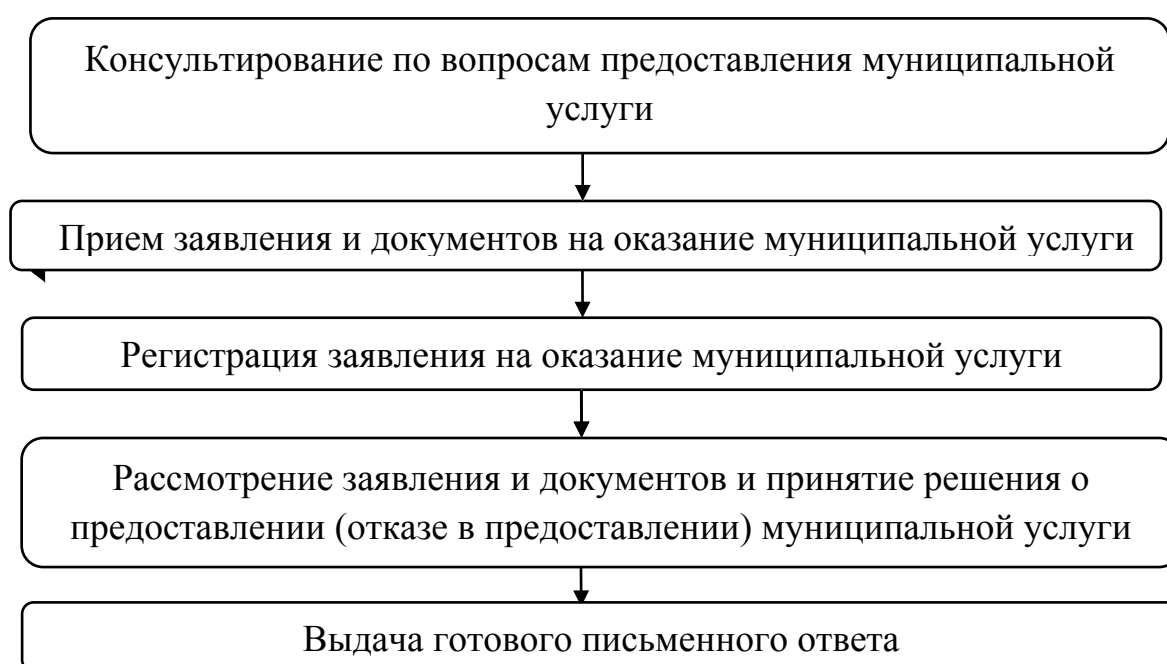 Консультирование по вопросам предоставления муниципальной
услуги
Прием заявления и документов на оказание муниципальной услуги
Регистрация заявления на оказание муниципальной услуги
Рассмотрение заявления и документов и принятие решения о
предоставлении (отказе в предоставлении) муниципальной услуги
Выдача готового письменного ответа